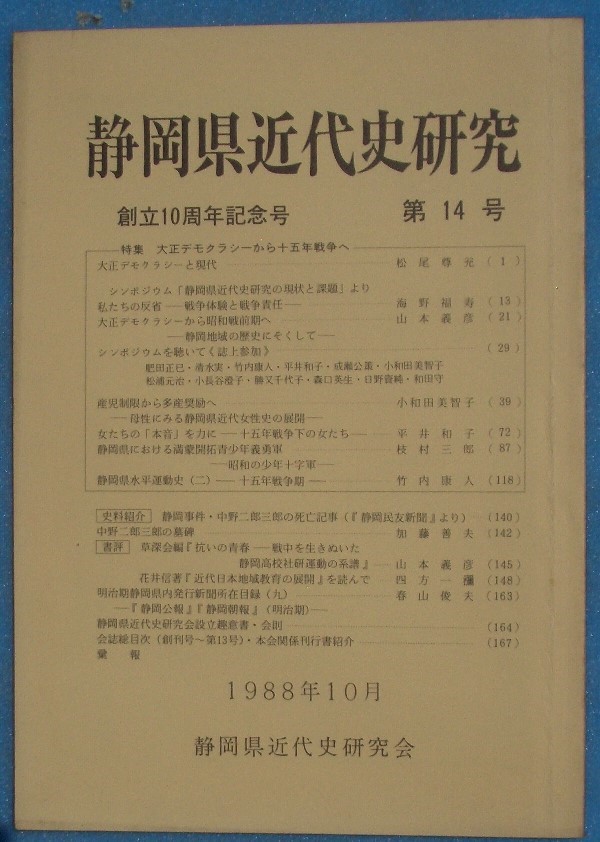 静岡県近代史研究
創立10周年記念号 第14号
特集 大正デモクラシーから十五年戦争へ
大正デモクラシーと現代 松尾尊兊 (1)
シンポジウム「静岡県近代史研究の現状と課題」より
私たちの反省――戦争体験と戦争責任―― 海野福寿 (13)
大正デモクラシーから昭和戦前期へ 山本義彦 (21)
――静岡地域の歴史にそくして――
シンポジウムを聴いて《誌上参加》 (29)
肥田正巳・清水実・竹内康人・平井和子・成瀬公策・小和田美智子
松浦元治・小長谷澄子・勝又千代子・森口英生・日野資純・和田守
産児制限から多産奨励へ 小和田美智子 (39)
――母性にみる静岡県近代女性史の展開――
女たちの「本音」を力に――十五年戦争下の女たち―― 平井和子 (72)
静岡県における満蒙開拓青少年義勇軍 枝村三郎 (87)
――昭和の少年十字軍――
静岡県水平運動史(二)――十五年戦争期―― 竹内康人 (118)
史料紹介 静岡事件・中野二郎三郎の死亡記事(『静岡民友新聞』より) (140)
中野二郎三郎の墓碑 加藤善夫 (142)
書評 草深会編『抗いの青春――戦中を生きぬいた
静岡高校社研運動の系譜』 山本義彦 (145)
花井信著『近代日本地域教育の展開』を読んで 四方一瀰 (148)
明治期静岡県内発行新聞所在目録(九) 春山俊夫 (163)
――『静岡公報』『静岡朝報』(明治期)――
静岡県近代史研究会設立趣意書・会則 (164)
会誌総目次(創刊号~第13号)・本会関係刊行書紹介 (167)
彙報
1988年10月
静岡県近代史研究会